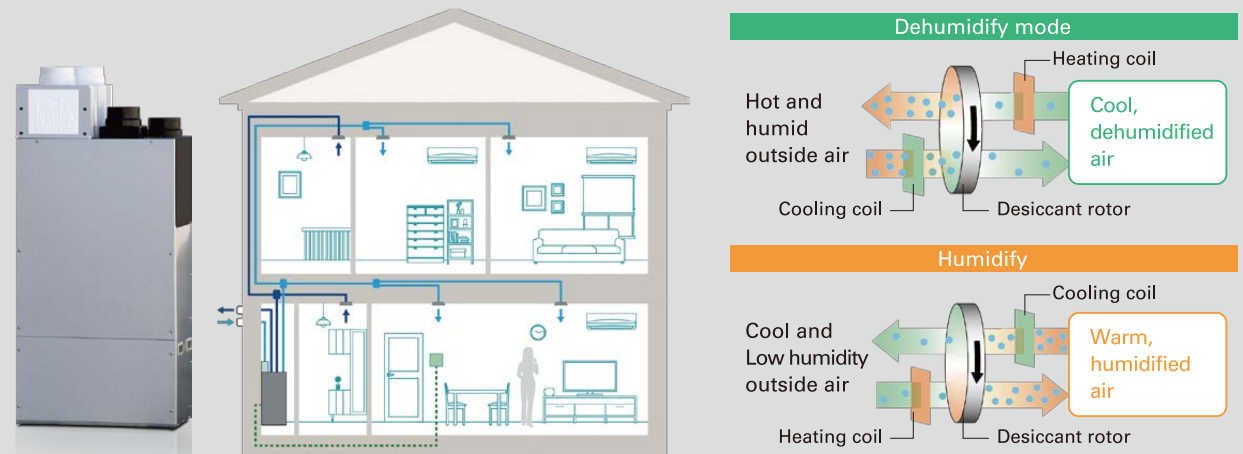 Dehumidify mode
Heating coil
Hot and
humid
outside air
Cool,
dehumidified
air
Cooling coil
Desiccant rotor
Humidify
Cooling coil
Cool and
Low humidity
outside air
Warm,
humidified
air
Heating coil
Desiccant rotor